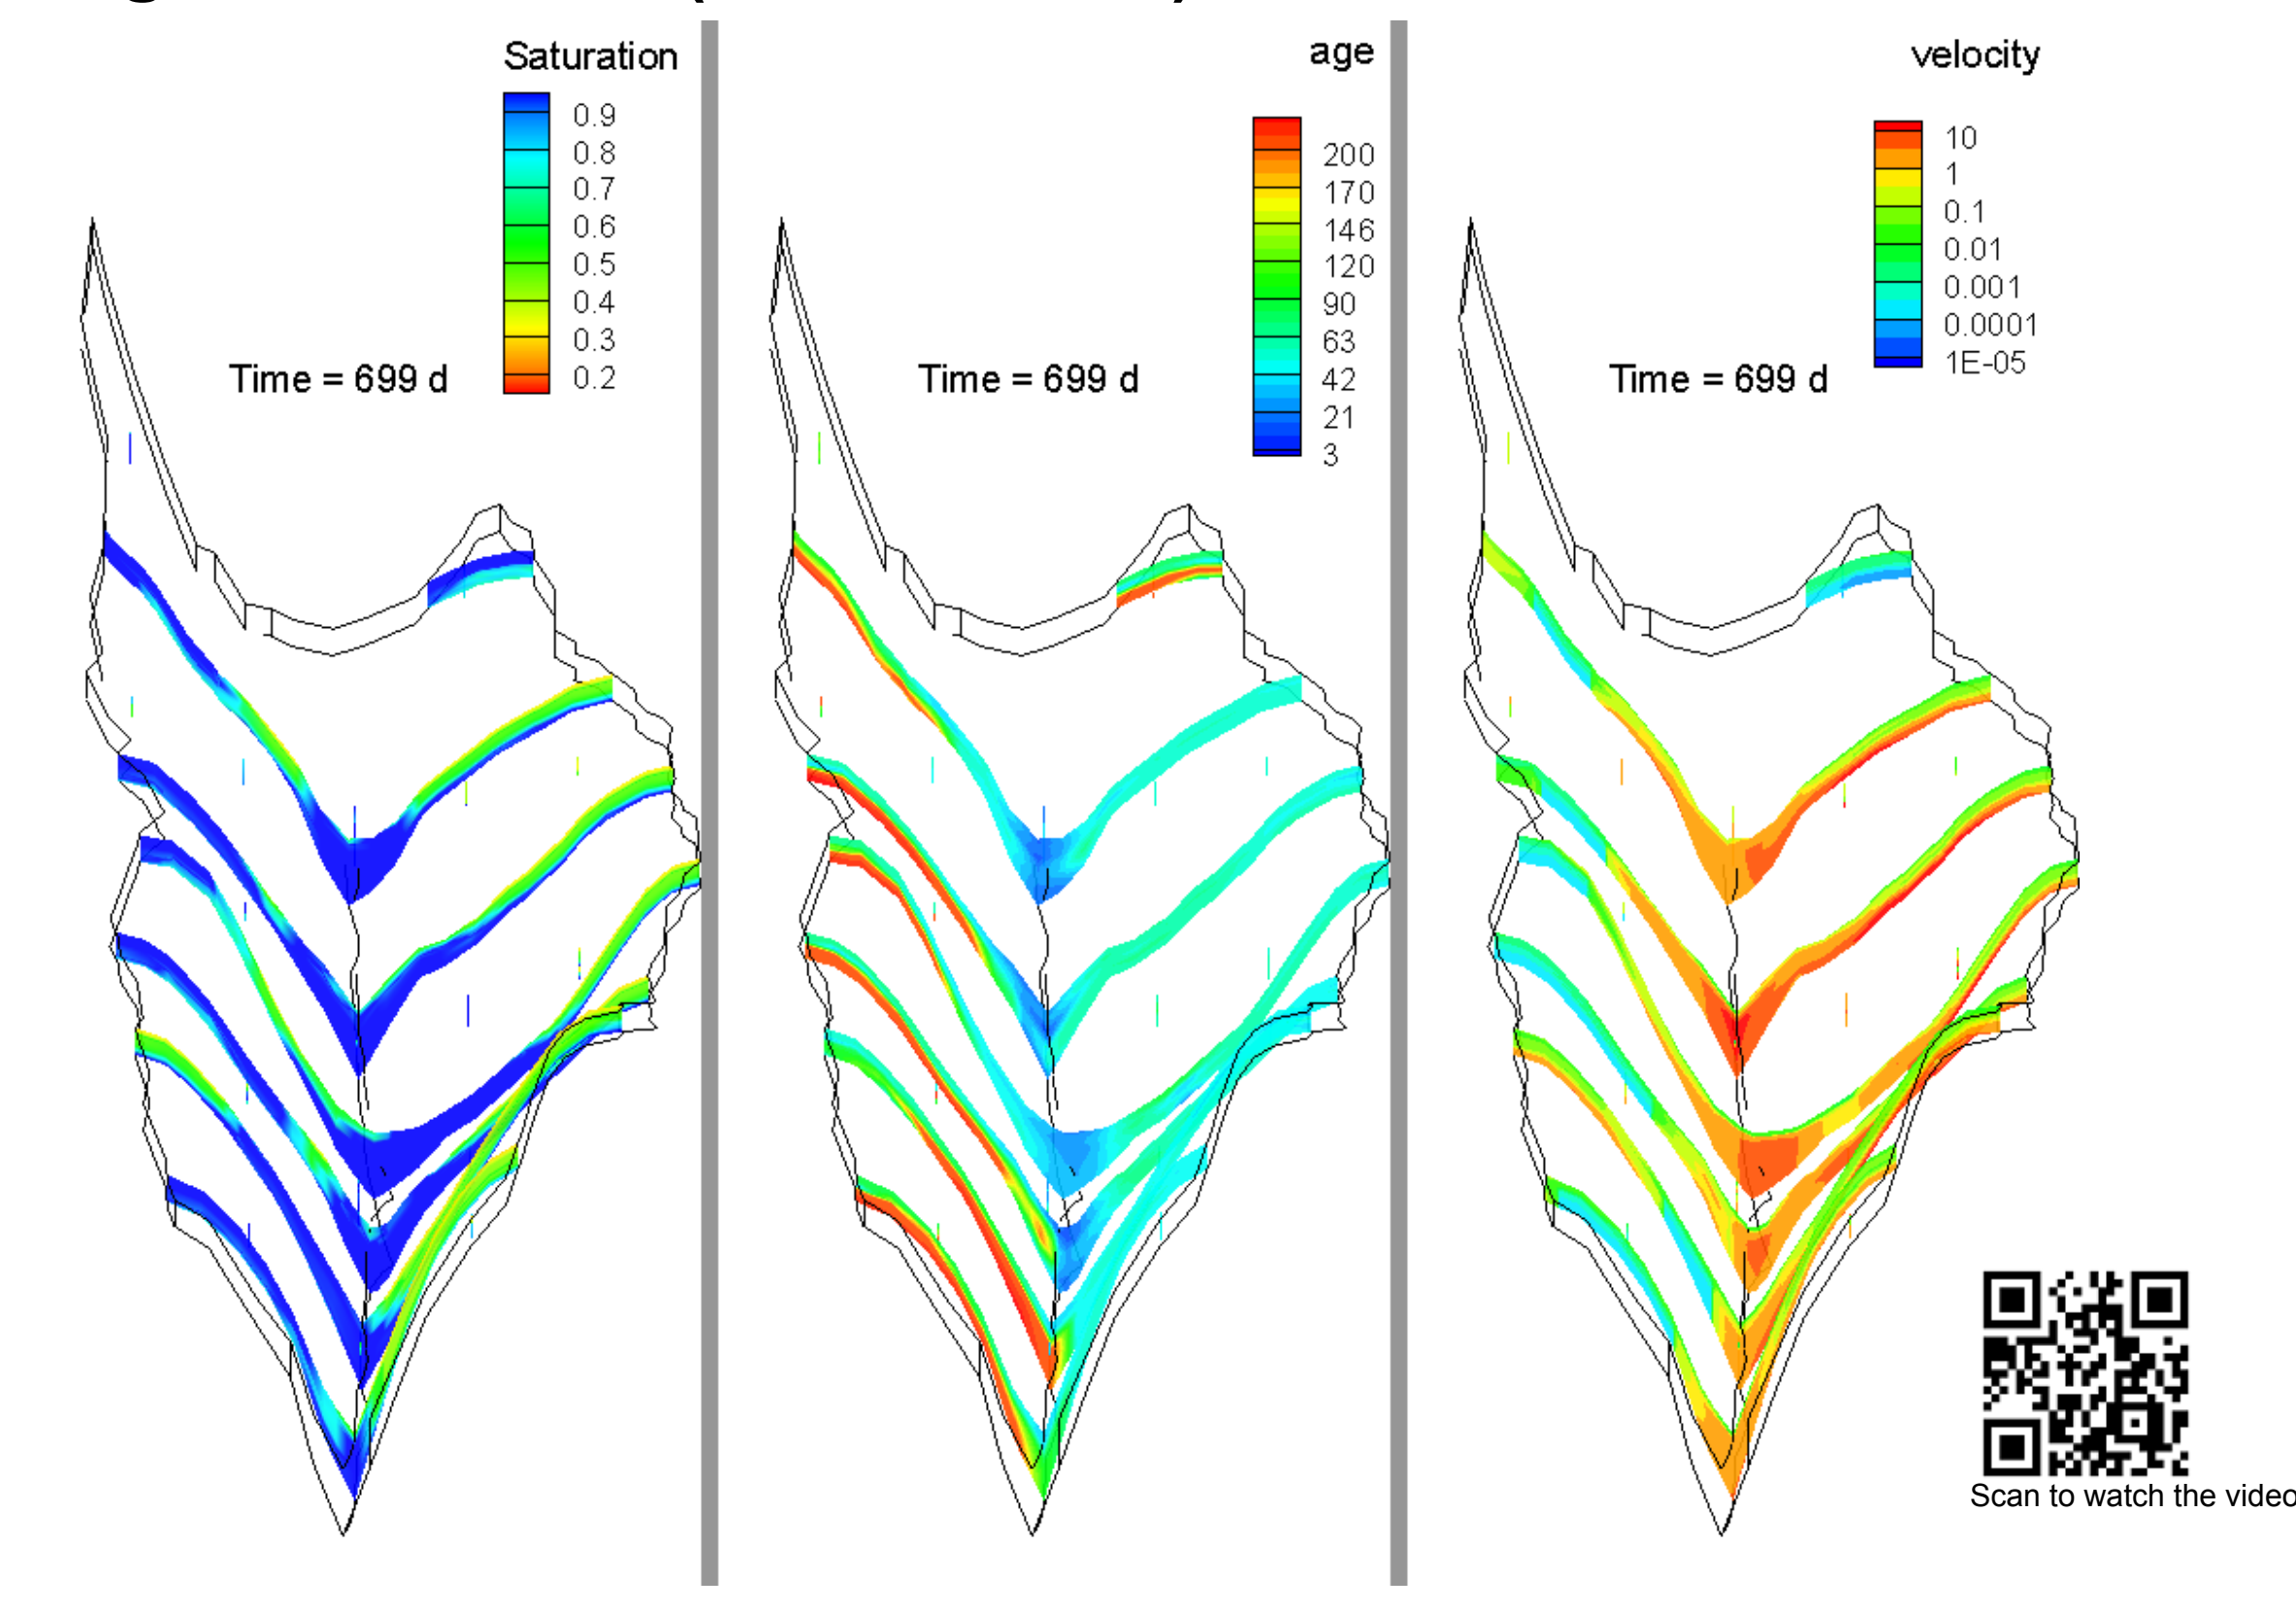 Saturation
0.9
0.8
0.7
0.6
0.5
0.4
0.3
0.2
Time = 699 d
age
200
170
146
120
90
63
42
21
3
Time = 699 d
velocity
10
1
0.1
0.01
0.001
0.0001
1E-05
Time = 699 d
Scan to watch the video